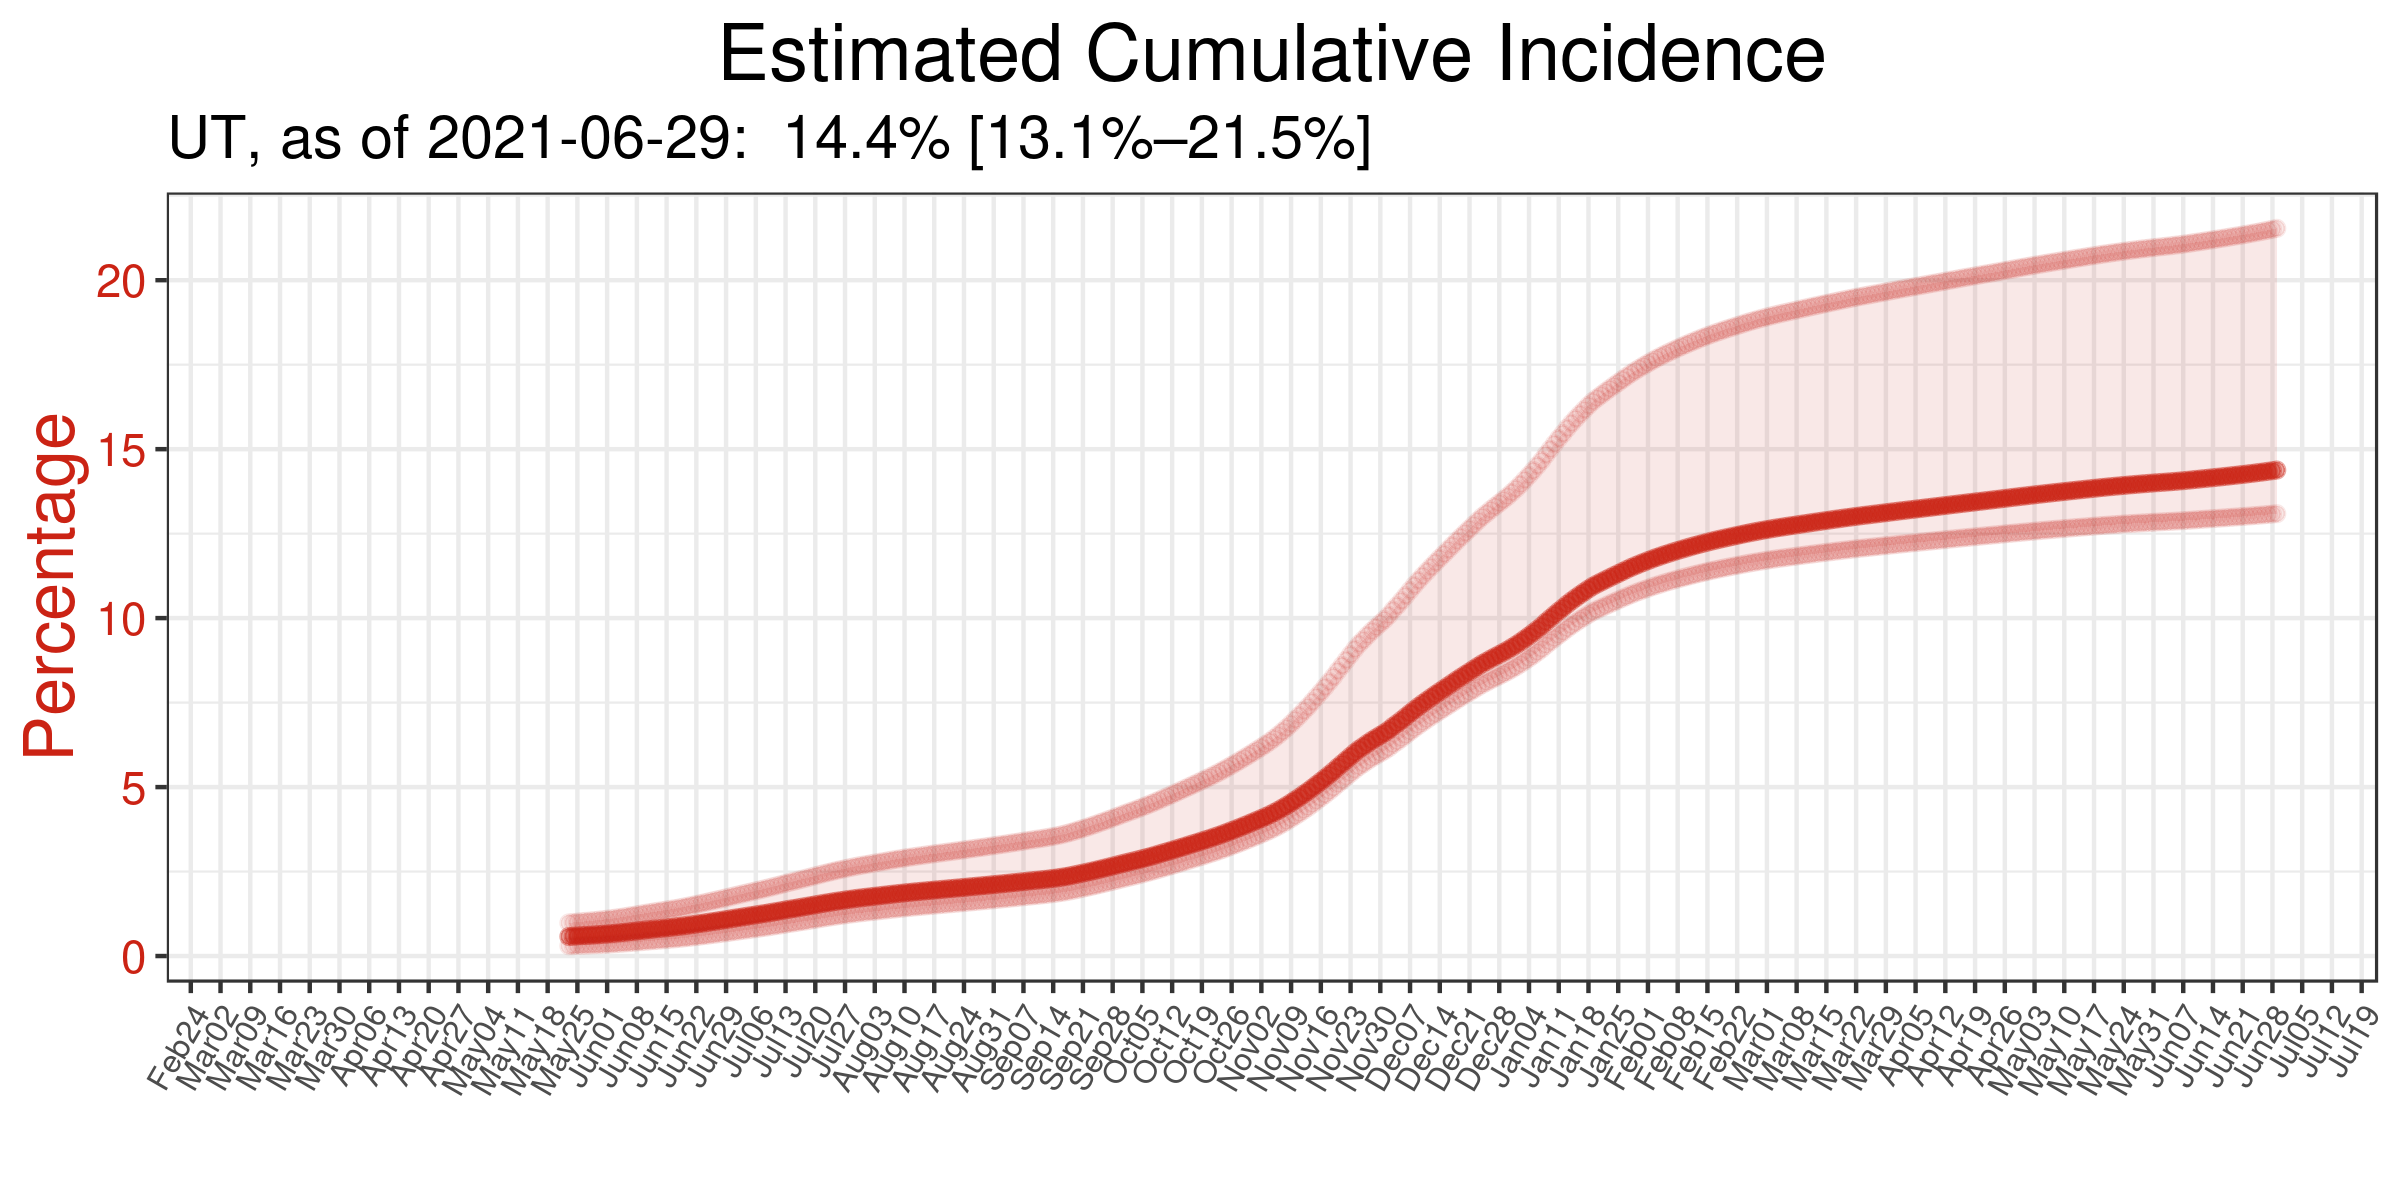 Estimated Cumulative Incidence
UT, as of 2021-06-29:  14.4% [13.1%–21.5%]
Percentage
20
15
10
5
0
Feb24
Mar02
Mar09
Mar16
Mar23
Mar30
Apr06
Apr13
Apr20
Apr27
May04
May11
May18
May25
Jun01
Jun08
Jun15
Jun22
Jun29
Jul06
Jul13
Jul20
Jul27
Aug03
Aug10
Aug17
Aug24
Aug31
Sep07
Sep14
Sep21
Sep28
Oct05
Oct12
Oct19
Oct26
Nov02
Nov09
Nov16
Nov23
Nov30
Dec07
Dec14
Dec21
Dec28
Jan04
Jan11
Jan18
Jan25
Feb01
Feb08
Feb15
Feb22
Mar01
Mar08
Mar15
Mar22
Mar29
Apr05
Apr12
Apr19
Apr26
May03
May10
May17
May24
May31
Jun07
Jun14
Jun21
Jun28
Jul05
Jul12
Jul19